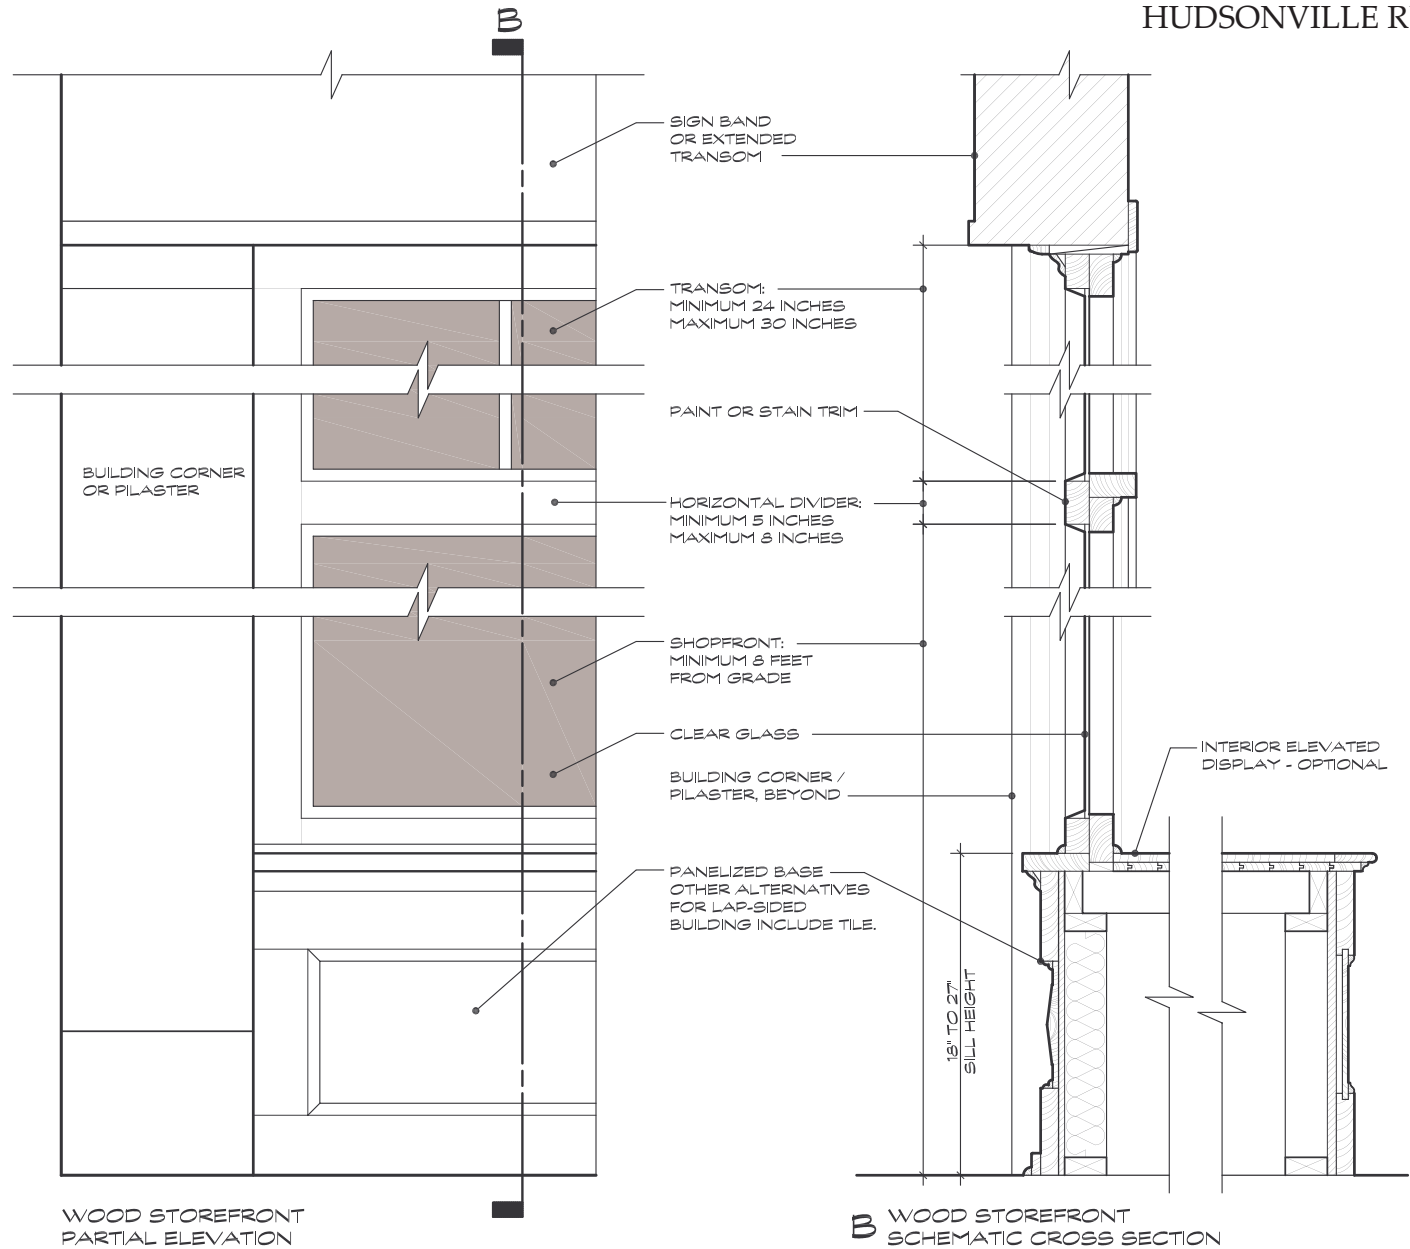 HUDSONVILLE R
B
SIGN BAND
OR EXTENDED
TRANSOM
TRANSOM:
MINIMUM 24 INCHES
MAXIMUM 30 INCHES
PAINT OR STAIN TRIM
BUILDING CORNER
OR PILASTER
HORIZONTAL DIVIDER:
MINIMUM 5 INCHES
MAXIMUM 8 INCHES
SHOPFRONT:
MINIMUM 8 FEET
FROM GRADE
CLEAR GLASS
INTERIOR ELEVATED
DISPLAY - OPTIONAL
BUILDING CORNER /
PILASTER, BEYOND
PANELIZED BASE
OTHER ALTERNATIVES
FOR LAP-SIDED
BUILDING INCLUDE TILE.
18" TO 27"
SILL HEIGHT
WOOD STOREFRONT
PARTIAL ELEVATION
B WOOD STOREFRONT
SCHEMATIC CROSS SECTION